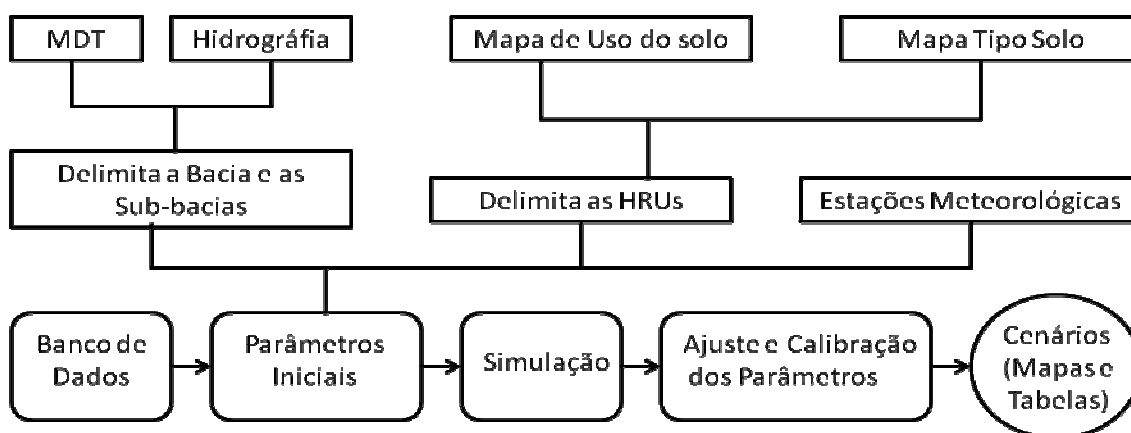 MDT
Hidrográfia
Mapa de Uso do solo
Mapa Tipo Solo
Delimita a Bacia e as
Sub-bacias
Delimita as HRUs
Estações Meteorológicas
Banco de
Dados
Parâmetros
Iniciais
Simulação
Ajuste e Calibração
dos Parâmetros
Cenários
(Mapas e
Tabelas)